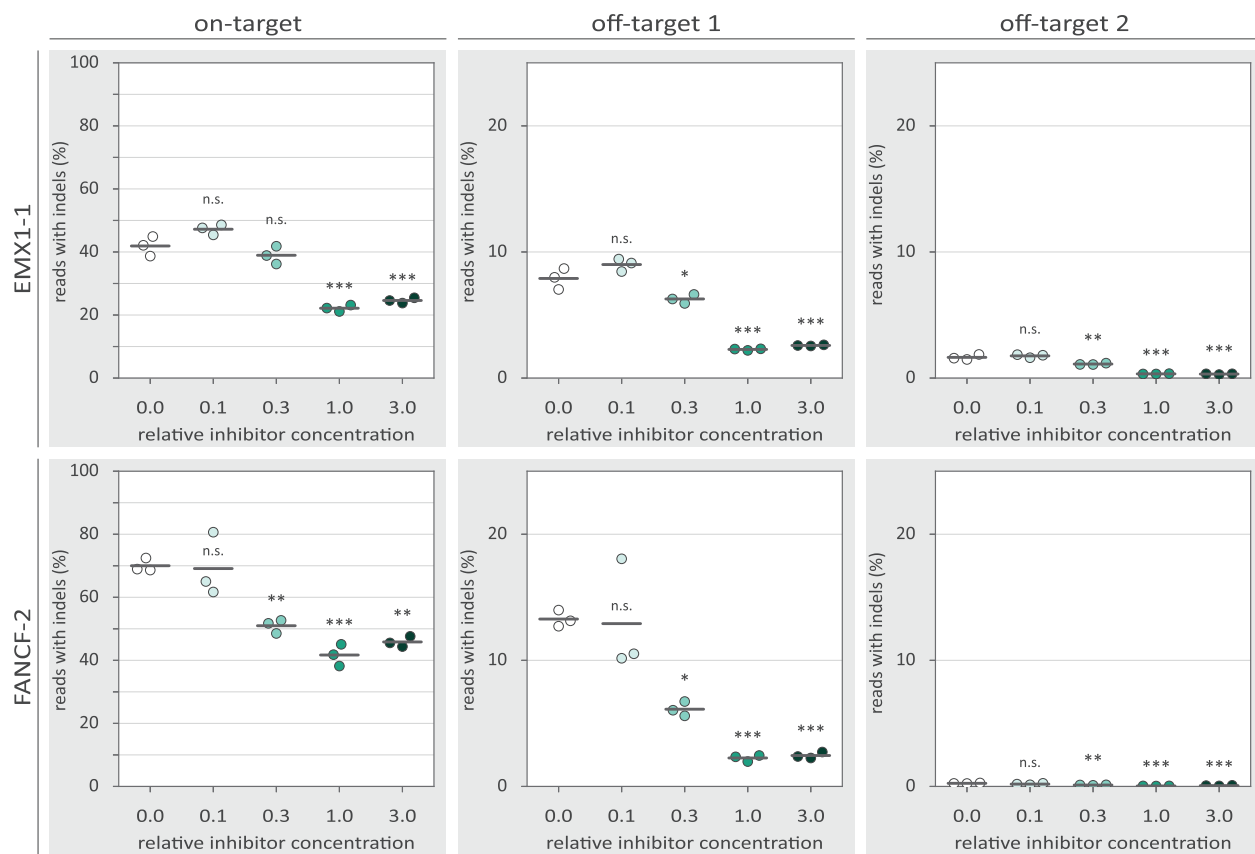 on-target
off-target 1
off-target 2
EMX1-1
reads with indels (%)
100
80
60
40
20
0
n.s.
n.s.
***
***
0.0 0.1 0.3 1.0 3.0
relative inhibitor concentration
reads with indels (%)
20
10
0
n.s.
*
***
***
0.0 0.1 0.3 1.0 3.0
relative inhibitor concentration
reads with indels (%)
20
10
0
n.s.
**
***
***
0.0 0.1 0.3 1.0 3.0
relative inhibitor concentration
FANCF-2
reads with indels (%)
100
80
60
40
20
0
n.s.
**
***
**
0.0 0.1 0.3 1.0 3.0
relative inhibitor concentration
reads with indels (%)
20
10
0
n.s.
*
***
***
0.0 0.1 0.3 1.0 3.0
relative inhibitor concentration
reads with indels (%)
20
10
0
n.s.
**
***
***
0.0 0.1 0.3 1.0 3.0
relative inhibitor concentration